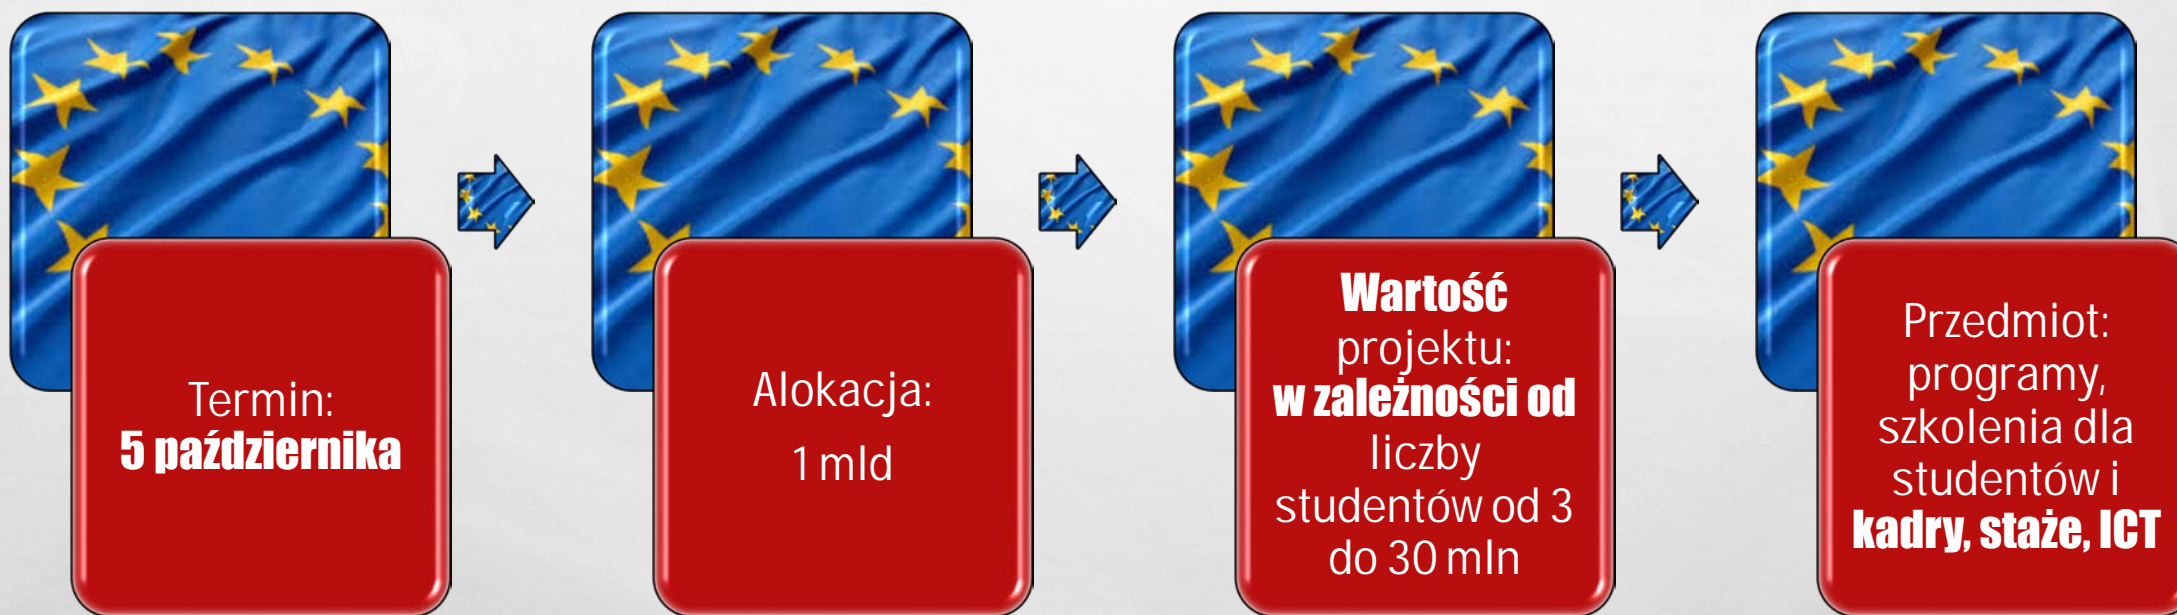 Termin:
5 października
Alokacja:
1 mld
Wartość
projektu:
w zależności od
liczby
studentów od 3
do 30 mln
Przedmiot:
programy,
szkolenia dla
studentów i
kadry, staże, ICT